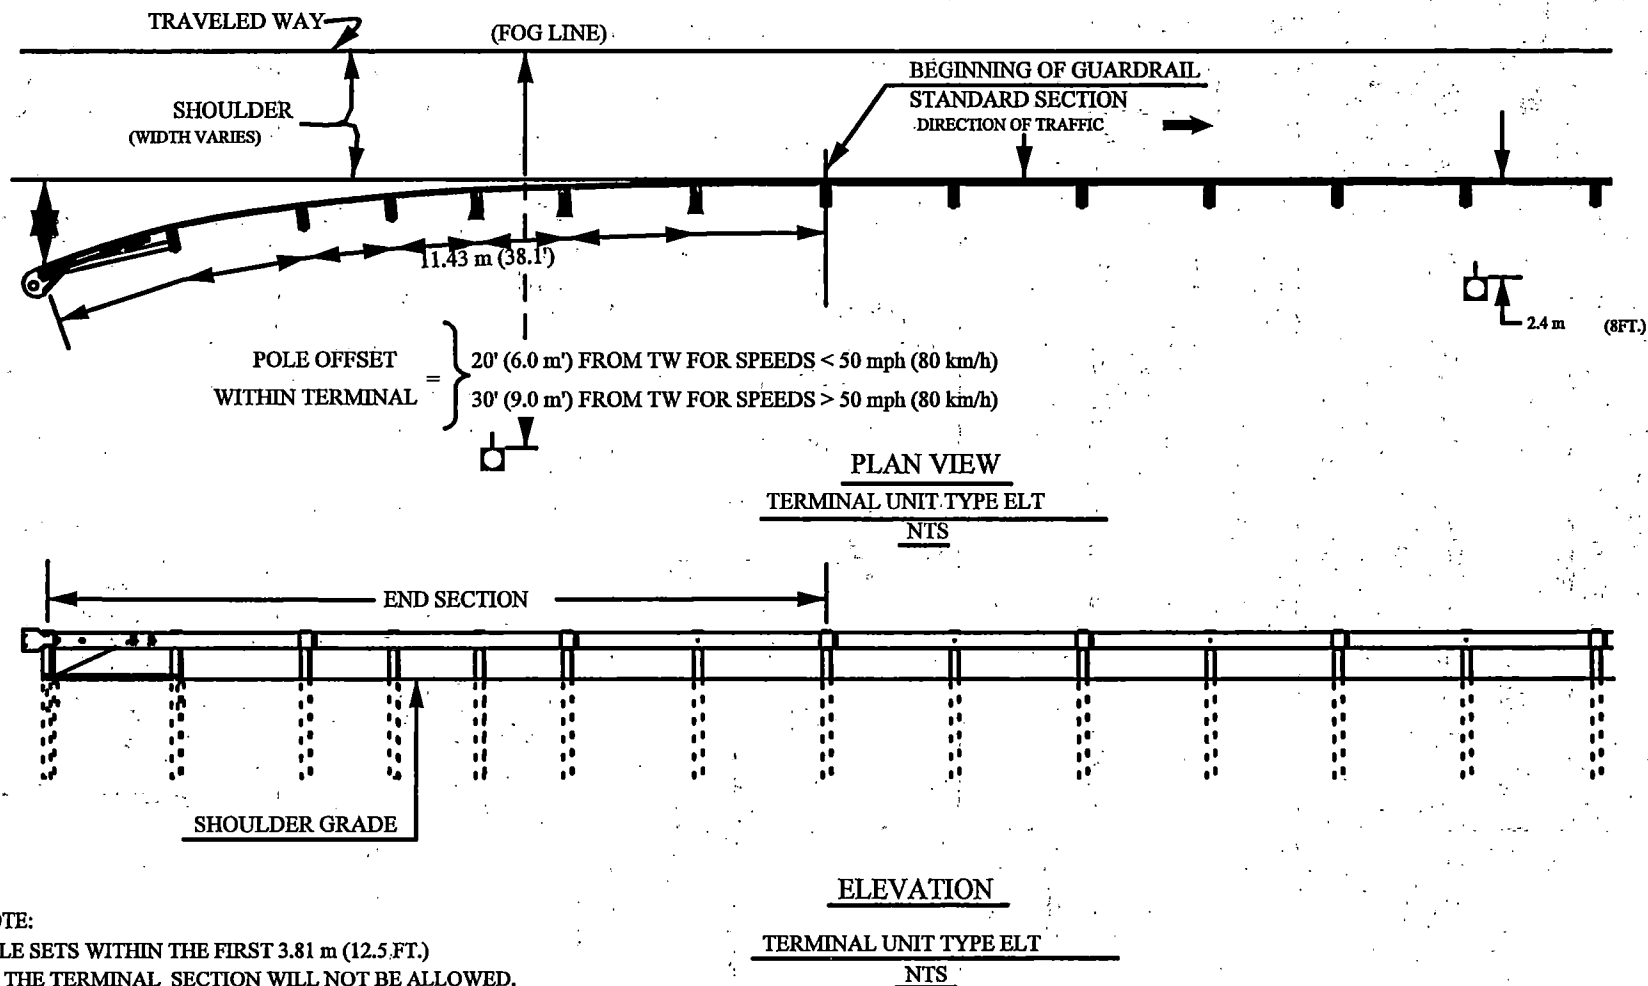 TRAVELED WAY
(FOG LINE)
BEGINNING OF GUARDRAIL
STANDARD SECTION
DIRECTION OF TRAFFIC
SHOULDER
(WIDTH VARIES)
11.43 m (38.1')
2.4 m (8FT.)
POLE OFFSET
WITHIN TERMINAL
=
20' (6.0 m') FROM TW FOR SPEEDS < 50 mph (80 km/h)
30' (9.0 m') FROM TW FOR SPEEDS > 50 mph (80 km/h)
PLAN VIEW
TERMINAL UNIT TYPE ELT
NTS
END SECTION
SHOULDER GRADE
ELEVATION
TERMINAL UNIT TYPE ELT
NTS
OTE:
LE SETS WITHIN THE FIRST 3.81 m (12.5 FT.)
THE TERMINAL SECTION WILL NOT BE ALLOWED.